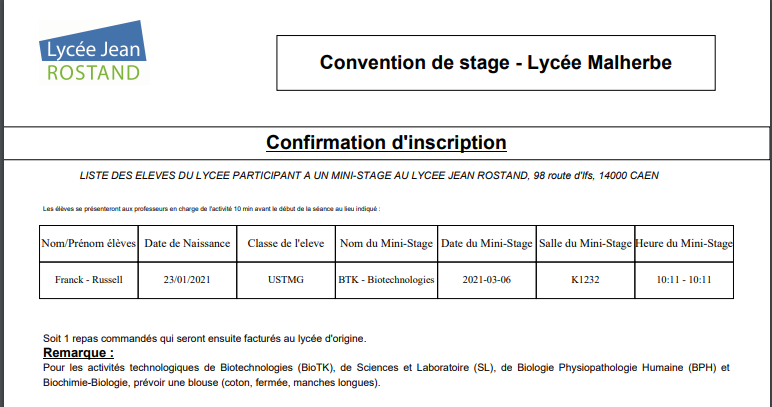 Lycée Jean
ROSTAND
Convention de stage - Lycée Malherbe
Confirmation d'inscription
LISTE DES ELEVES DU LYCEE PARTICIPANT A UN MINI-STAGE AU LYCEE JEAN ROSTAND, 98 route d'Ifs, 14000 CAEN
Les élèves se présenteront aux professeurs en charge de l'activité 10 min avant le début de la séance au lieu indiqué :
Nom/Prénom élèves Date de Naissance Classe de l'eleve Nom du Mini-Stage Date du Mini-Stage Salle du Mini-Stage Heure du Mini-Stage
Franck - Russell 23/01/2021 USTMG BTK - Biotechnologies 2021-03-06 K1232 10:11 - 10:11
Soit 1 repas commandés qui seront ensuite facturés au lycée d'origine.
Remarque :
Pour les activités technologiques de Biotechnologies (BioTK), de Sciences et Laboratoire (SL), de Biologie Physiopathologie Humaine (BPH) et
Biochimie-Biologie, prévoir une blouse (coton, fermée, manches longues).